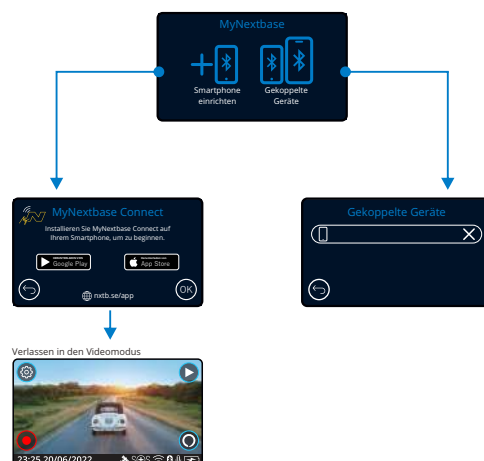 MyNextbase
Smartphone
einrichten
Gekoppelte
Geräte
MyNextbase Connect
Installieren Sie MyNextbase Connect auf
Ihrem Smartphone, um zu beginnen.
Google Play
App Store
nxtb.se/app
OK
Gekoppelte Geräte
Verlassen in den Videomodus
23:25 20/06/2022